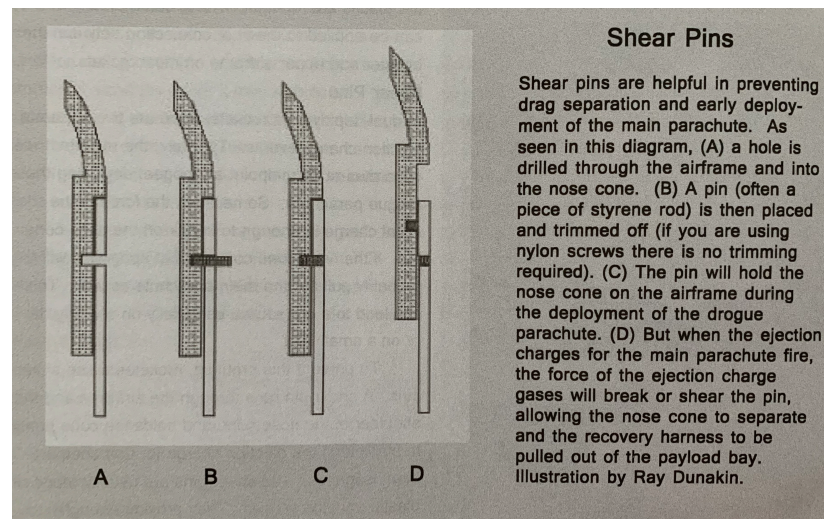 Shear Pins
Shear pins are helpful in preventing
drag separation and early deploy-
ment of the main parachute. As
seen in this diagram, (A) a hole is
drilled through the airframe and into
the nose cone. (B) A pin (often a
piece of styrene rod) is then placed
and trimmed off (if you are using
nylon screws there is no trimming
required). (C) The pin will hold the
nose cone on the airframe during
the deployment of the drogue
parachute. (D) But when the ejection
charges for the main parachute fire,
the force of the ejection charge
gases will break or shear the pin,
allowing the nose cone to separate
and the recovery harness to be
pulled out of the payload bay.
Illustration by Ray Dunakin.
A B C D